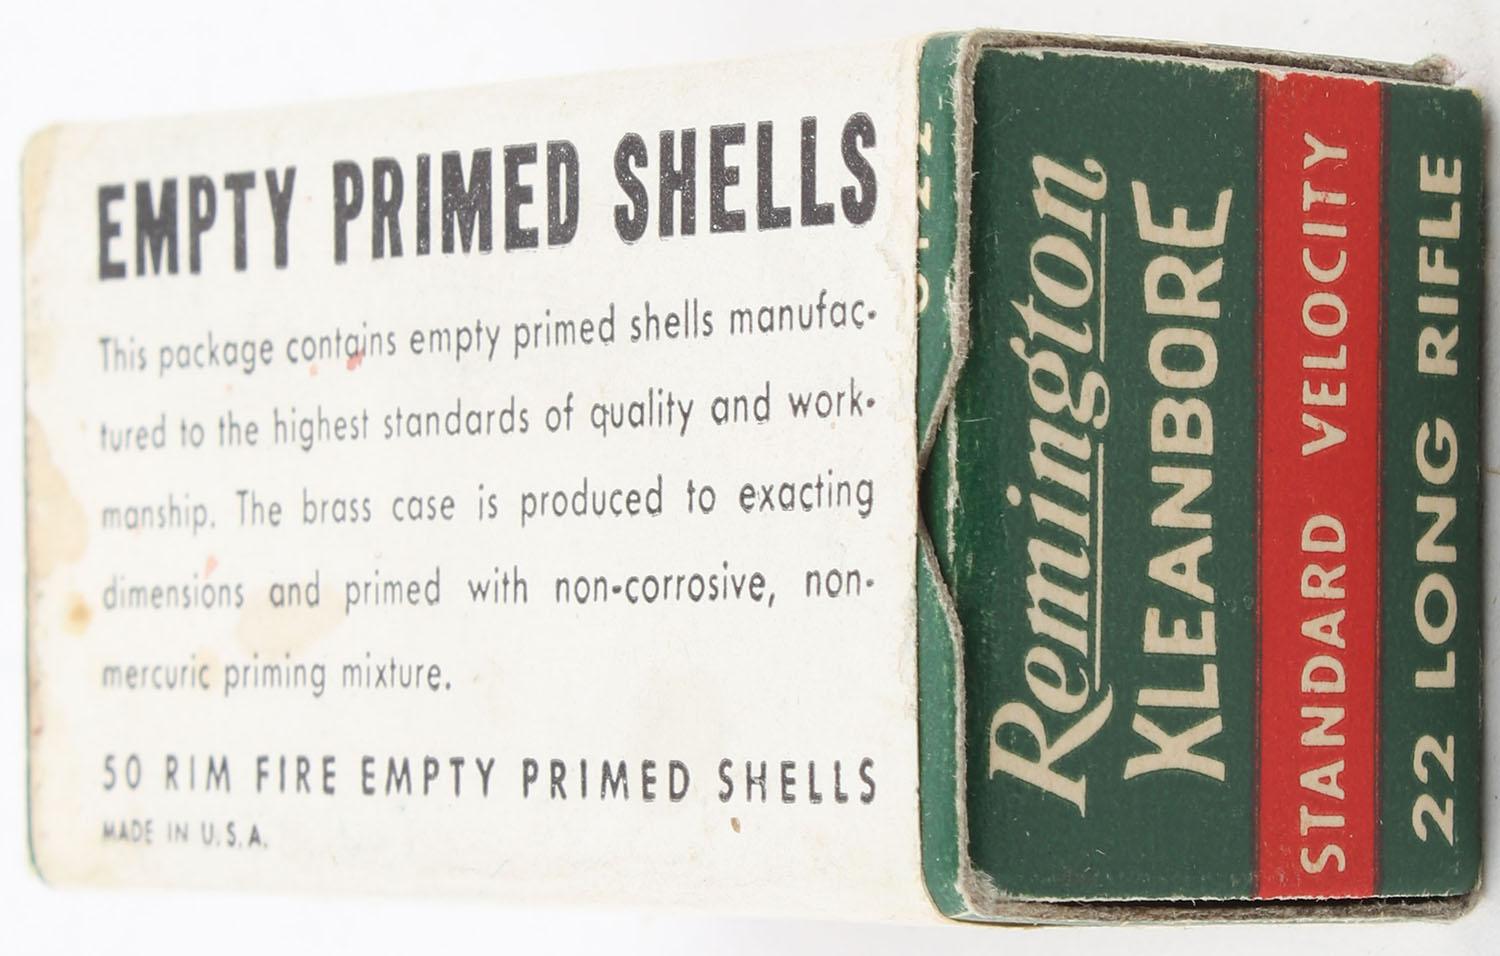 EMPTY PRIMED SHELLS
This package contains empty primed shells manufac-
tured to the highest standards of quality and work-
manship. The brass case is produced to exacting
dimensions and primed with non-corrosive, non-
mercuric priming mixture.
50 RIM FIRE EMPTY PRIMED SHELLS
MADE IN U.S.A.
Remington
KLEANBORE
STANDARD VELOCITY
22 LONG RIFLE